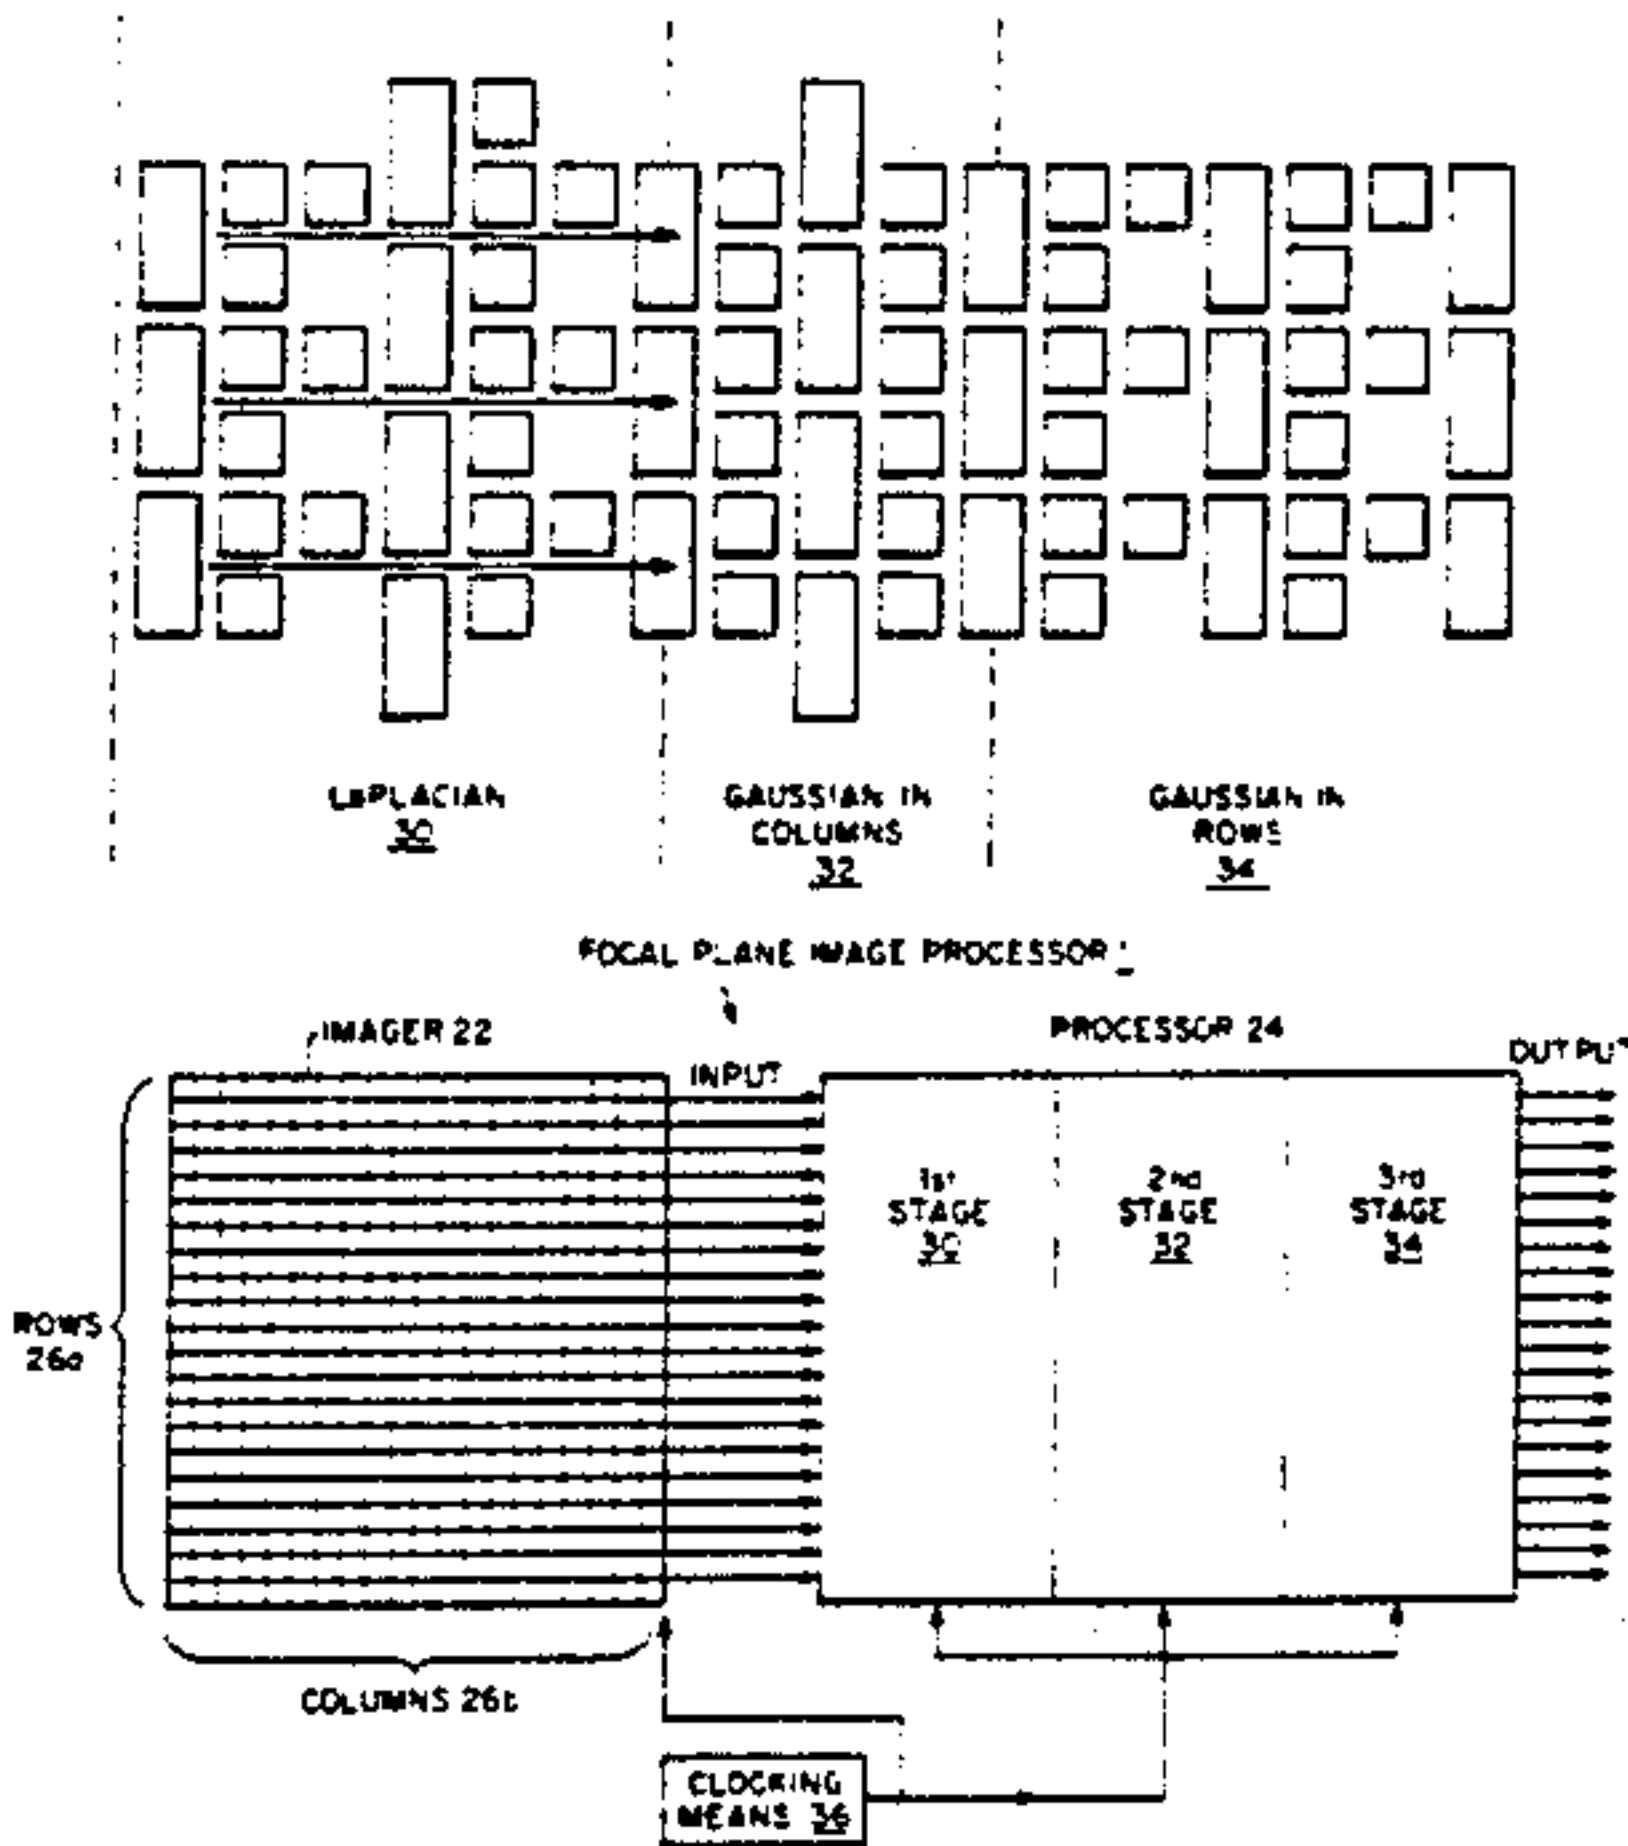 LAPLACIAN
30
GAUSSIAN IN
COLUMNS
32
GAUSSIAN IN
ROWS
34
FOCAL PLANE IMAGE PROCESSOR
IMAGER 22
INPUT
PROCESSOR 24
OUTPUT
1st
STAGE
30
2nd
STAGE
32
3rd
STAGE
34
ROWS
26a
COLUMNS 26b
CLOCKING
MEANS 36